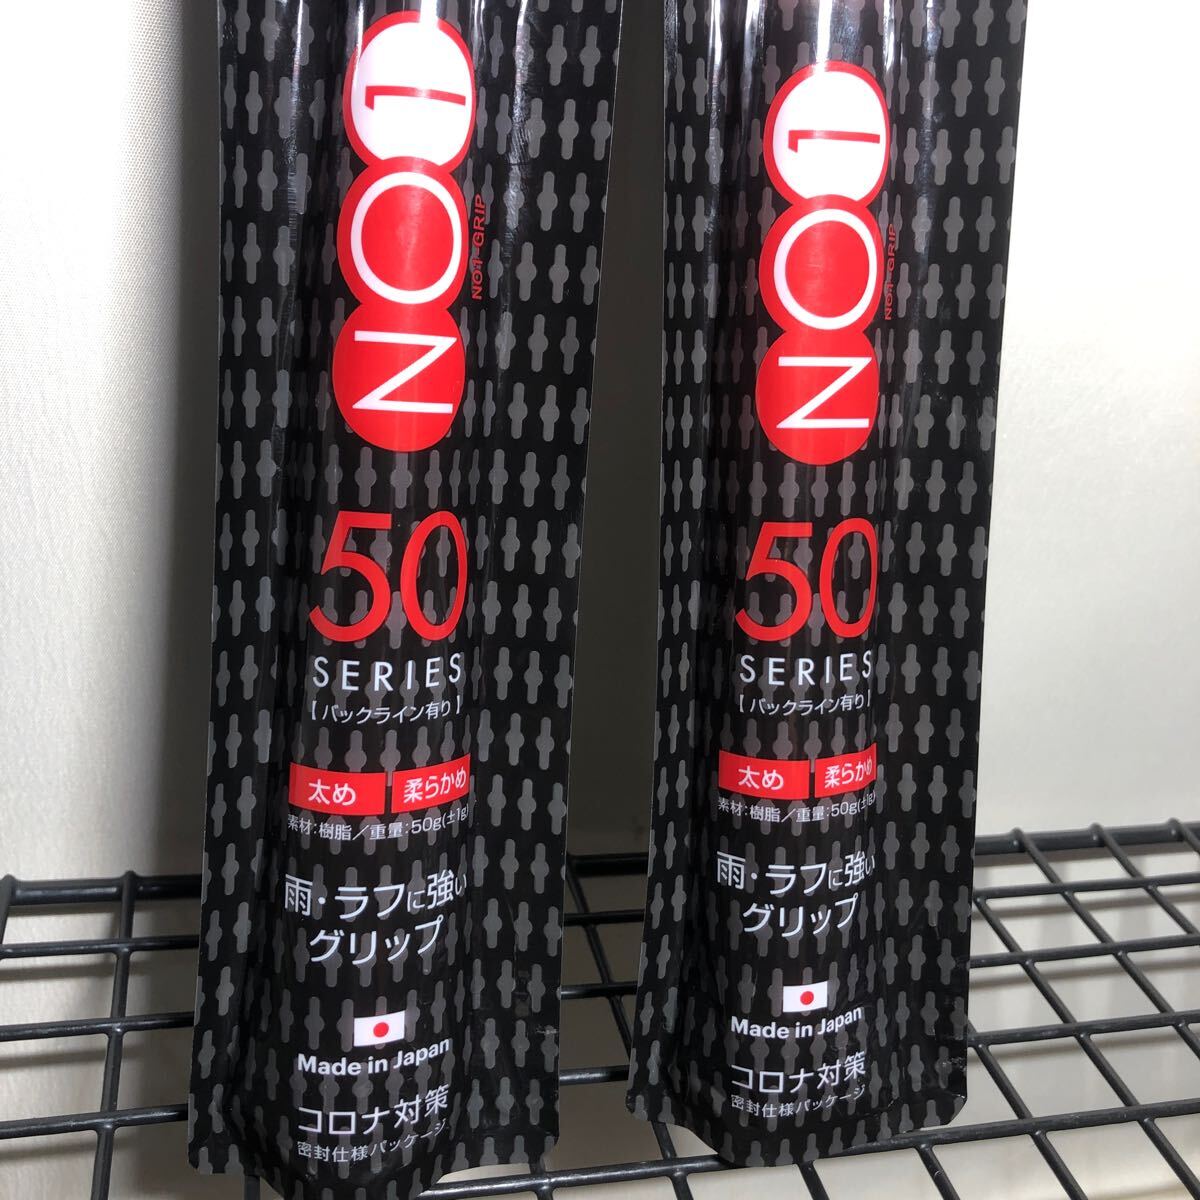 NO1
NO.1 GRIP
50
SERIES
【バックライン有り】
太め 柔らかめ
素材:樹脂/重量:50g(±1g)
雨・ラフに強い
グリップ
Made in Japan
コロナ対策
密封仕様パッケージ
NO1
NO.1 GRIP
50
SERIES
【バックライン有り】
太め 柔らかめ
素材:樹脂/重量:50g(±1g)
雨・ラフに強い
グリップ
Made in Japan
コロナ対策
密封仕様パッケージ